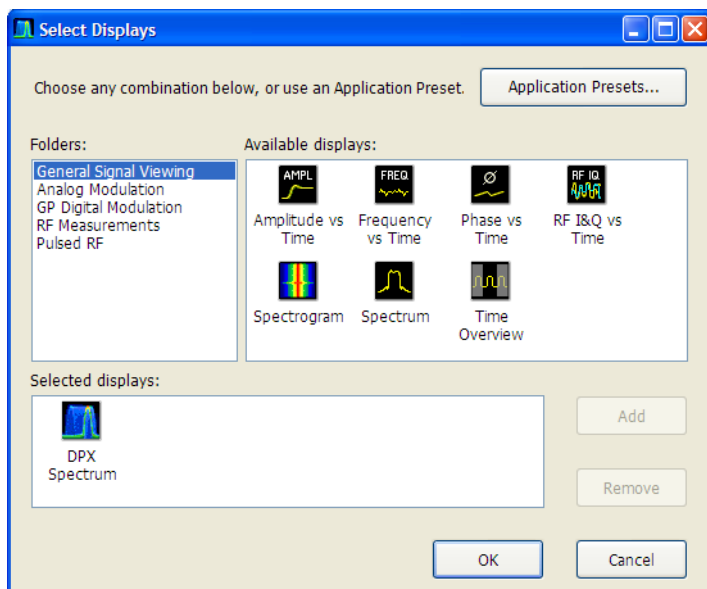 Select Displays
Choose any combination below, or use an Application Preset.
Application Presets...
Folders:
Available displays:
General Signal Viewing
Analog Modulation
GP Digital Modulation
RF Measurements
Pulsed RF
AMPL
FREQ
Ø
RF IQ
Amplitude vs
Time
Frequency
vs Time
Phase vs
Time
RF I&Q vs
Time
Spectrogram
Spectrum
Time
Overview
Selected displays:
DPX
Spectrum
Add
Remove
OK
Cancel